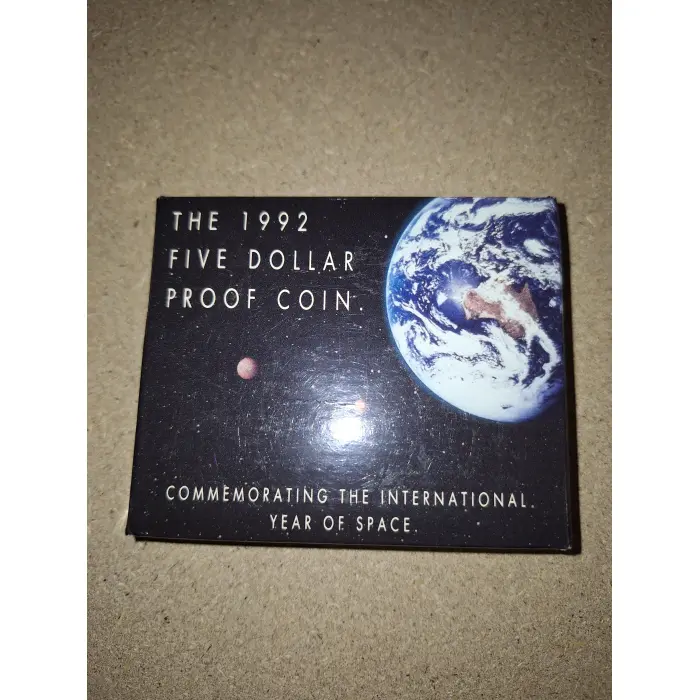 THE 1992
FIVE DOLLAR
PROOF COIN.
COMMEMORATING THE INTERNATIONAL.
YEAR OF SPACE.